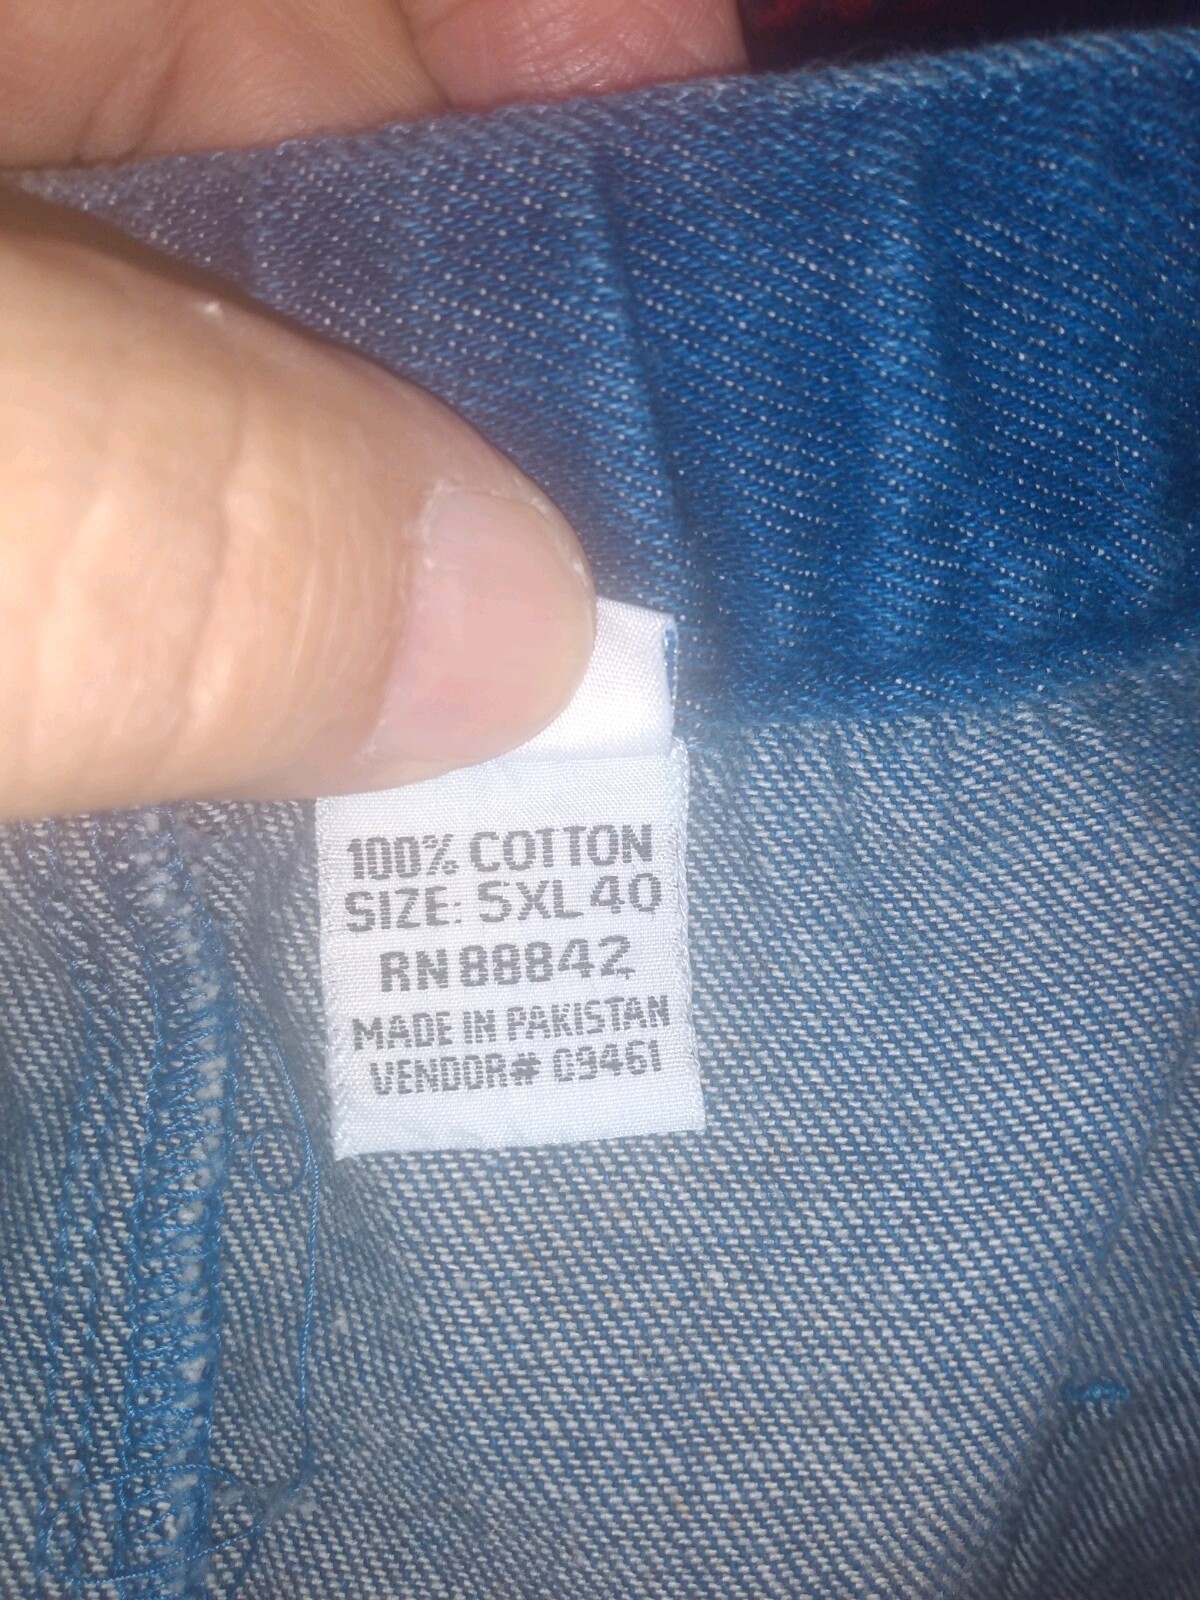 100% COTTON
SIZE: 5XL 40
RN 88842
MADE IN PAKISTAN
VENDOR# 09461